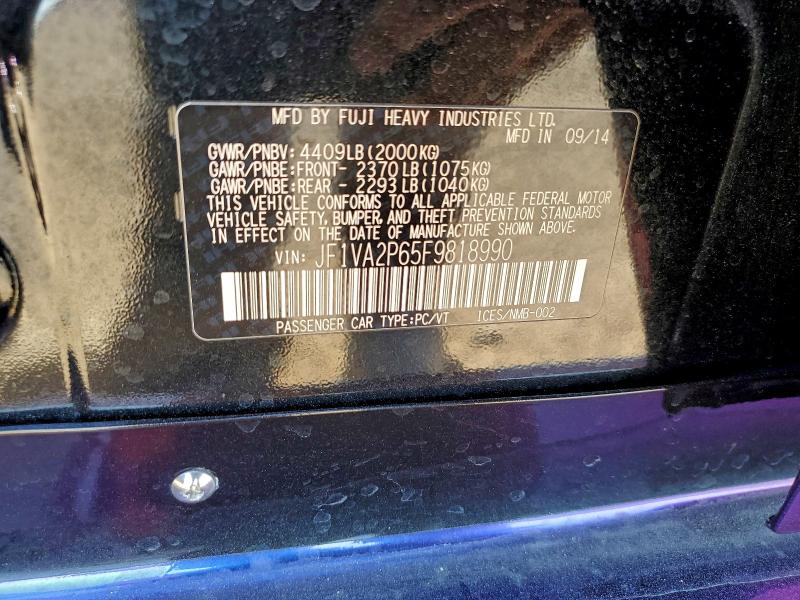 MFD BY FUJI HEAVY INDUSTRIES LTD.
MFD IN 09/14
GVWR/PNBV: 4409LB(2000KG)
GAWR/PNBE:FRONT- 2370LB(1075KG)
GAWR/PNBE:REAR - 2293LB(1040KG)
THIS VEHICLE CONFORMS TO ALL APPLICABLE FEDERAL MOTOR
VEHICLE SAFETY, BUMPER, AND THEFT PREVENTION STANDARDS
IN EFFECT ON THE DATE OF MANUFACTURE SHOWN ABOVE.
VIN: JF1VA2P65F9818990
PASSENGER CAR TYPE:PC/VT ICES/NMB-002